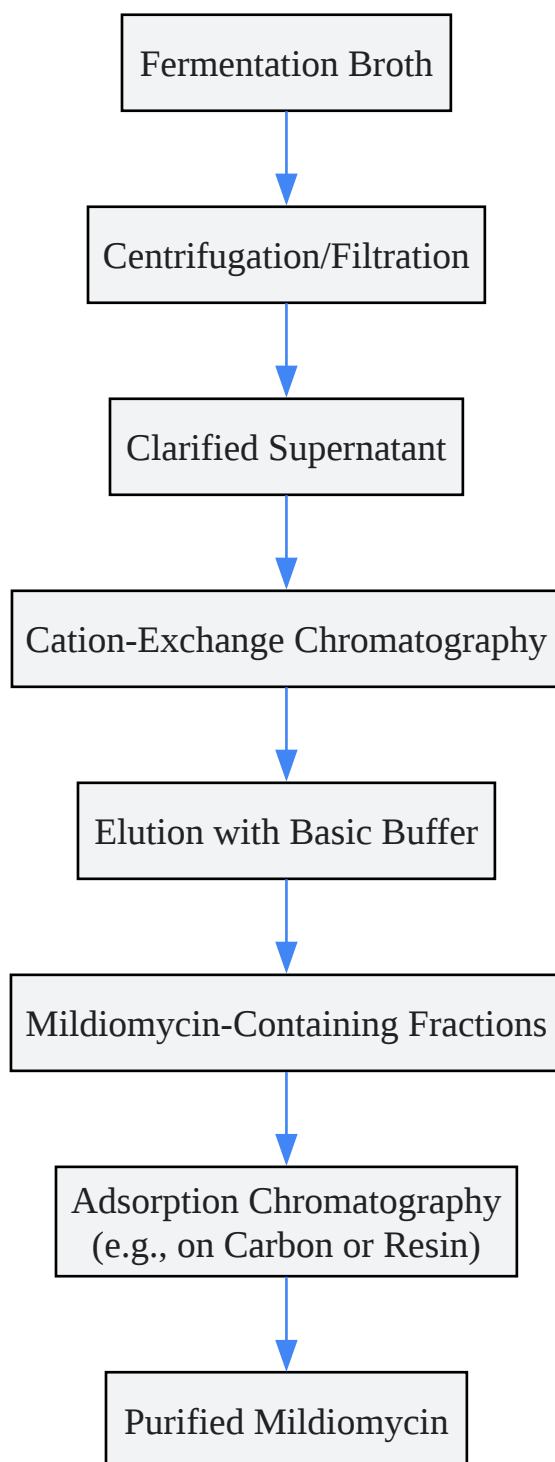 Fermentation Broth
Centrifugation/Filtration
Clarified Supernatant
Cation-Exchange Chromatography
Elution with Basic Buffer
Mildiomycin-Containing Fractions
Adsorption Chromatography
(e.g., on Carbon or Resin)
Purified Mildiomycin